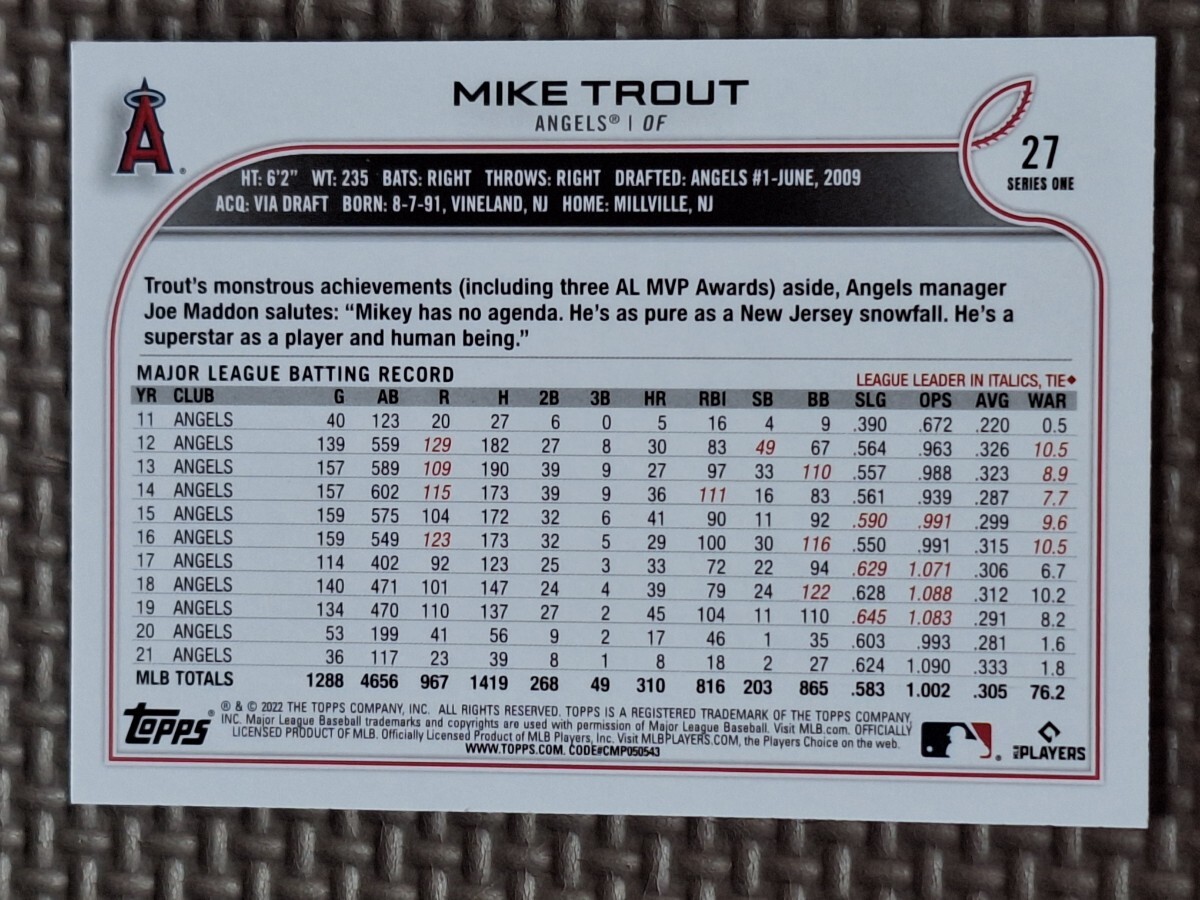 A
MIKE TROUT
ANGELS® | OF
27
SERIES ONE
HT: 6'2" WT: 235 BATS: RIGHT THROWS: RIGHT DRAFTED: ANGELS #1-JUNE, 2009
ACQ: VIA DRAFT BORN: 8-7-91, VINELAND, NJ HOME: MILLVILLE, NJ
Trout's monstrous achievements (including three AL MVP Awards) aside, Angels manager
Joe Maddon salutes: “Mikey has no agenda. He's as pure as a New Jersey snowfall. He's a
superstar as a player and human being.”
MAJOR LEAGUE BATTING RECORD
LEAGUE LEADER IN ITALICS, TIE◆
YR CLUB G AB R H 2B 3B HR RBI SB BB SLG OPS AVG WAR
11 ANGELS 40 123 20 27 6 0 5 16 4 9 .390 .672 .220 0.5
12 ANGELS 139 559 129 182 27 8 30 83 49 67 .564 .963 .326 10.5
13 ANGELS 157 589 109 190 39 9 27 97 33 110 .557 .988 .323 8.9
14 ANGELS 157 602 115 173 39 9 36 111 16 83 .561 .939 .287 7.7
15 ANGELS 159 575 104 172 32 6 41 90 11 92 .590 .991 .299 9.6
16 ANGELS 159 549 123 173 32 5 29 100 30 116 .550 .991 .315 10.5
17 ANGELS 114 402 92 123 25 3 33 72 22 94 .629 1.071 .306 6.7
18 ANGELS 140 471 101 147 24 4 39 79 24 122 .628 1.088 .312 10.2
19 ANGELS 134 470 110 137 27 2 45 104 11 110 .645 1.083 .291 8.2
20 ANGELS 53 199 41 56 9 2 17 46 1 35 .603 .993 .281 1.6
21 ANGELS 36 117 23 39 8 1 8 18 2 27 .624 1.090 .333 1.8
MLB TOTALS 1288 4656 967 1419 268 49 310 816 203 865 .583 1.002 .305 76.2
topps®
® & © 2022 THE TOPPS COMPANY, INC. ALL RIGHTS RESERVED. TOPPS IS A REGISTERED TRADEMARK OF THE TOPPS COMPANY,
INC. Major League Baseball trademarks and copyrights are used with permission of Major League Baseball. Visit MLB.com. OFFICIALLY
LICENSED PRODUCT OF MLB. Officially Licensed Product of MLB Players, Inc. Visit MLBPLAYERS.COM, the Players Choice on the web.
WWW.TOPPS.COM. CODE#CMP050543
MLB PLAYERS